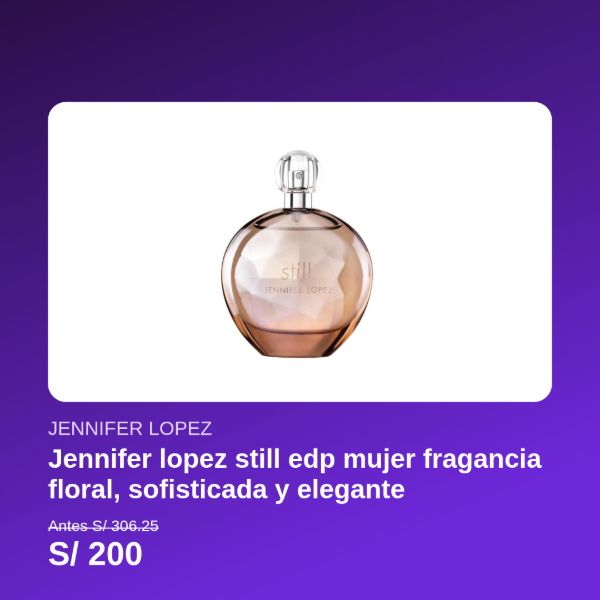 still
JENNIFER LOPEZ
JENNIFER LOPEZ
Jennifer lopez still edp mujer fragancia
floral, sofisticada y elegante
Antes S/ 306.25
S/ 200